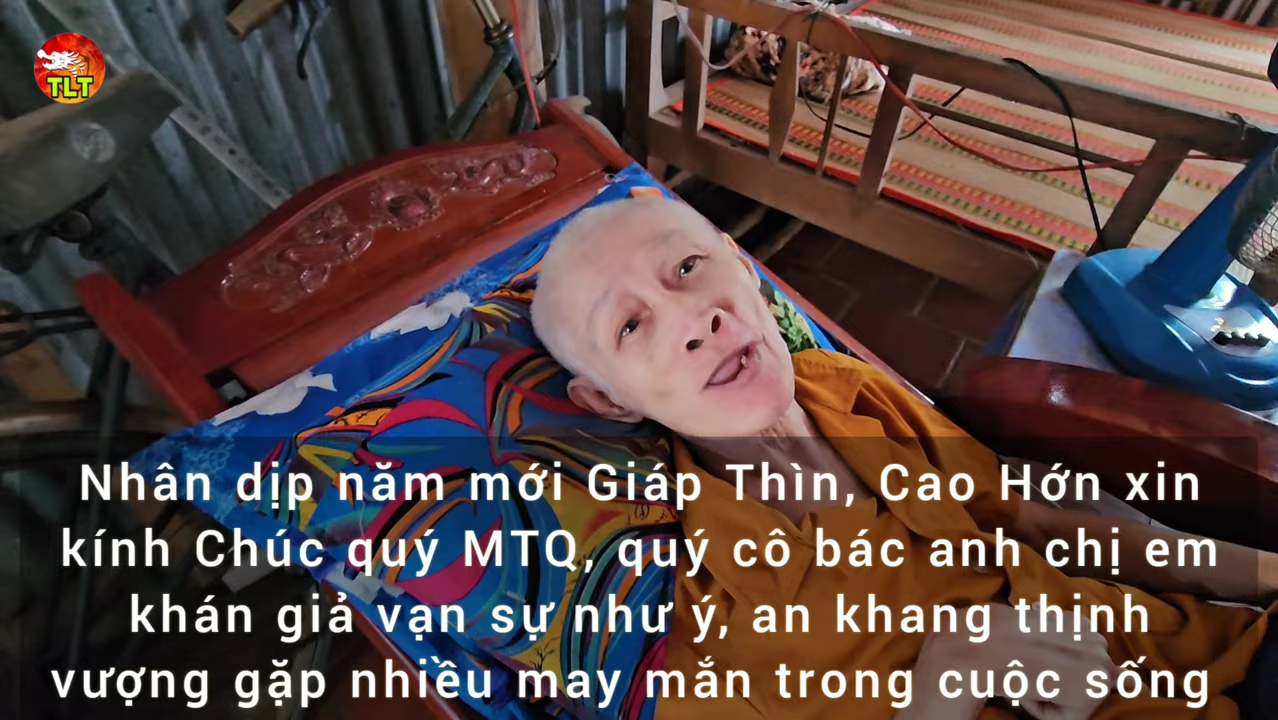 TLT
Nhân dịp năm mới Giáp Thìn, Cao Hớn xin
kính Chúc quý MTQ, quý cô bác anh chị em
khán giả vạn sự như ý, an khang thịnh
vượng gặp nhiều may mắn trong cuộc sống